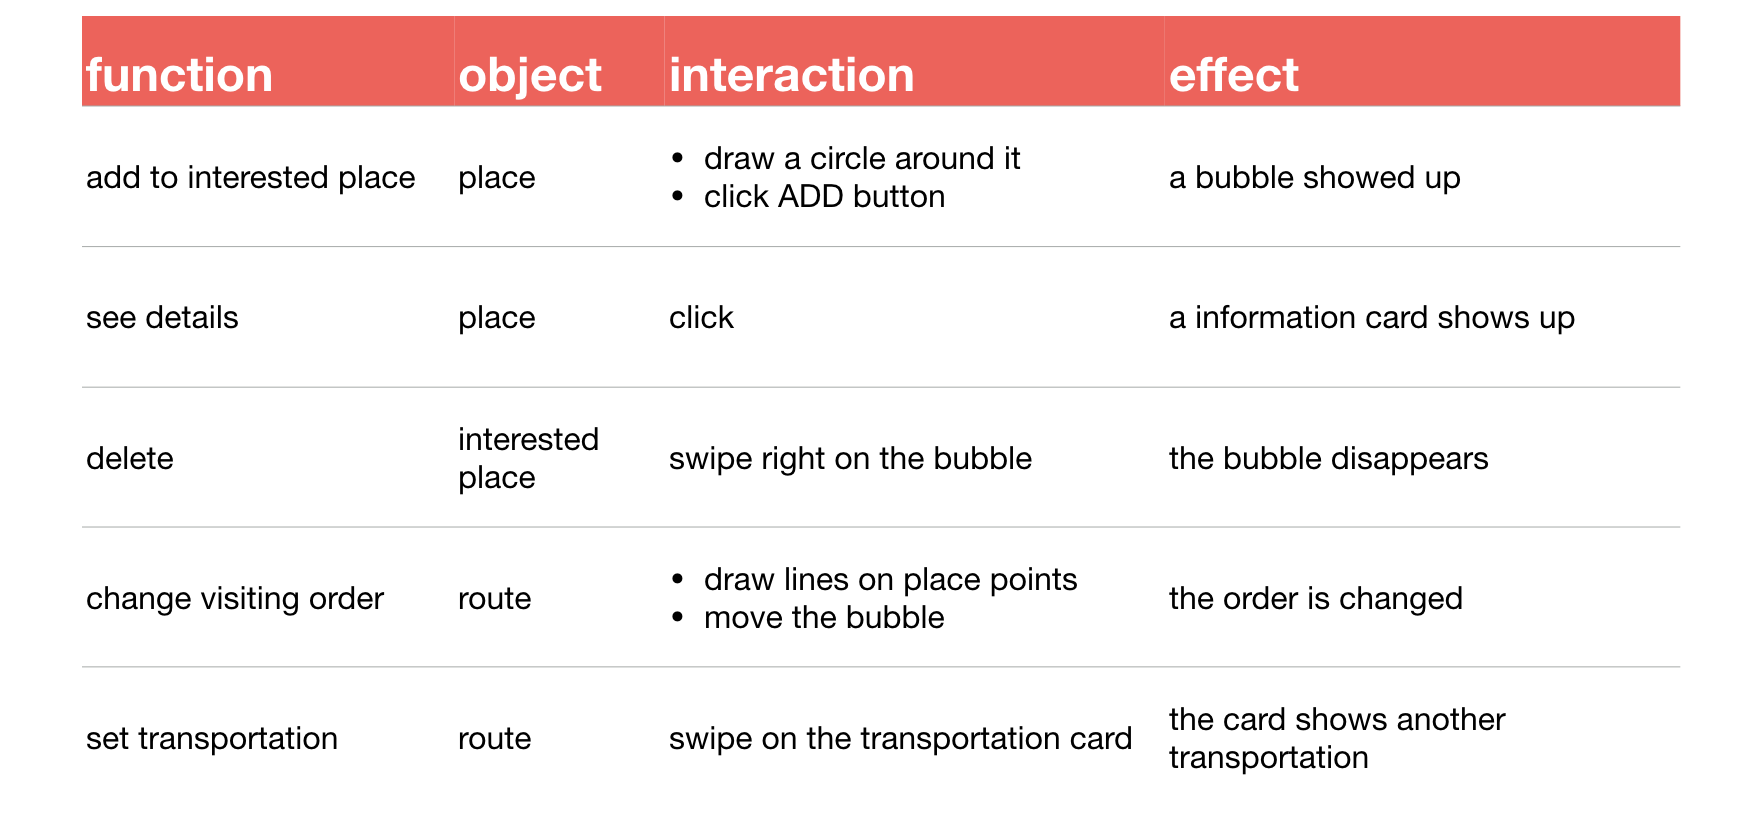 function object interaction effect
add to interested place place • draw a circle around it a bubble showed up
• click ADD button
see details place click a information card shows up
delete interested swipe right on the bubble the bubble disappears
place
change visiting order route • draw lines on place points the order is changed
• move the bubble
set transportation route swipe on the transportation card the card shows another
transportation